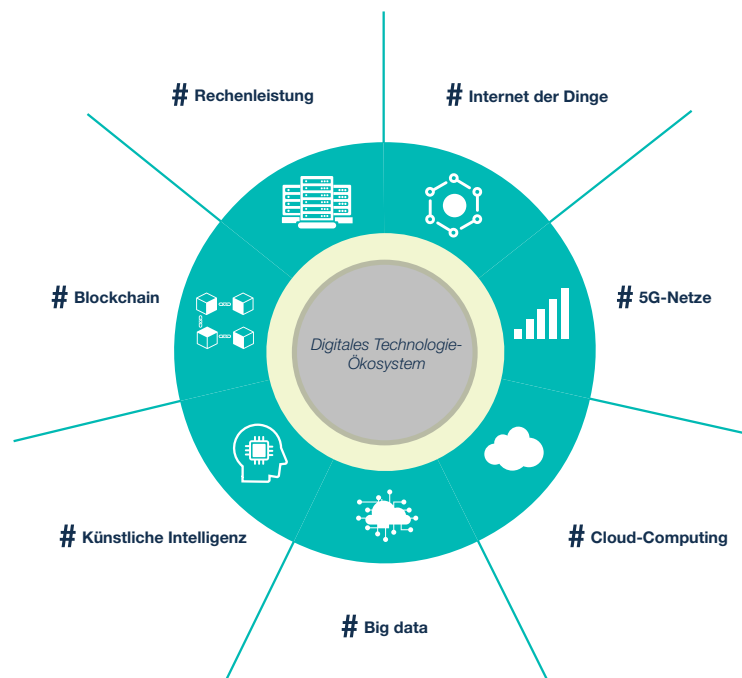 # Rechenleistung
# Internet der Dinge
# Blockchain
# 5G-Netze
Digitales Technologie-
Ökosystem
# Künstliche Intelligenz
# Cloud-Computing
# Big data